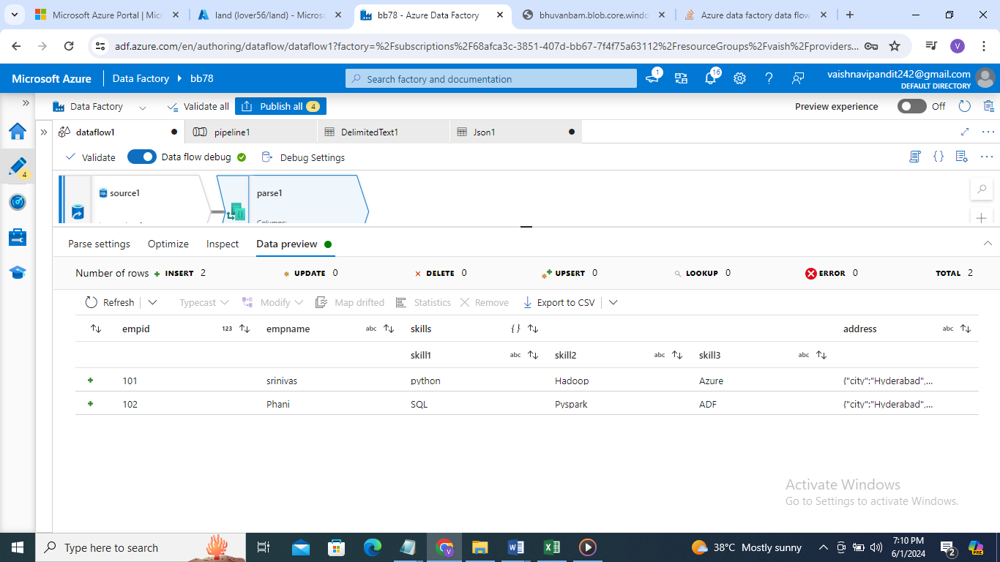 Microsoft Azure Portal | Micr
land (lover56/land) - Microso
bb78 - Azure Data Factory
bhuvanbam.blob.core.windo
Azure data factory data flow
adf.azure.com/en/authoring/dataflow/dataflow1?factory=%2Fsubscriptions%2F68afca3c-3851-407d-bb67-7f4f75a63112%2FresourceGroups%2Fvaish%2Fproviders...
V
Microsoft Azure
Data Factory
bb78
Search factory and documentation
1
16
vaishnavipandit242@gmail.com
DEFAULT DIRECTORY
Data Factory
Validate all
Publish all 4
Preview experience
Off
dataflow1
pipeline1
DelimitedText1
Json1
Validate
Data flow debug
Debug Settings
4
source1
parse1
Columns:
Parse settings
Optimize
Inspect
Data preview
Number of rows
INSERT 2
UPDATE 0
DELETE 0
UPSERT 0
LOOKUP 0
ERROR 0
TOTAL 2
Refresh
Typecast
Modify
Map drifted
Statistics
Remove
Export to CSV
empid 123
empname abc
skills { }
address abc
skill1 abc
skill2 abc
skill3 abc
101 srinivas python Hadoop Azure {"city":"Hyderabad",...
102 Phani SQL Pyspark ADF {"city":"Hyderabad",...
Activate Windows
Go to Settings to activate Windows.
Type here to search
38°C Mostly sunny
7:10 PM
6/1/2024
2
PRE